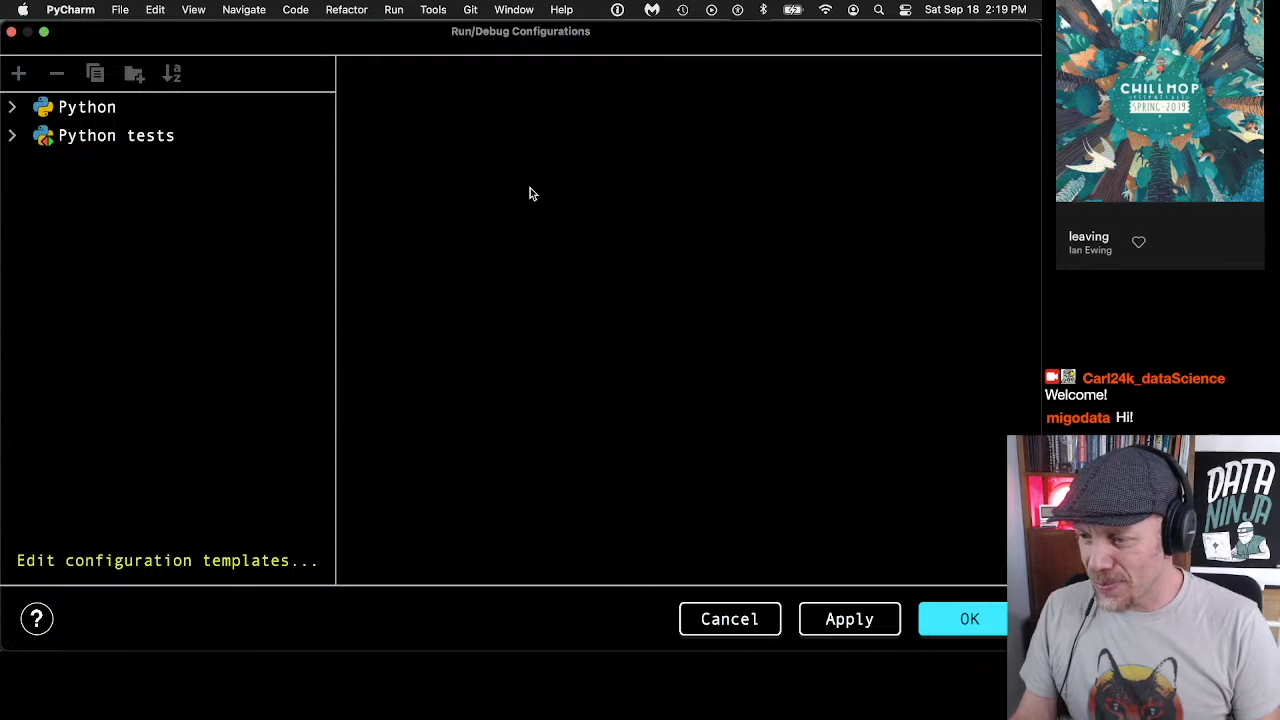 PyCharm File Edit View Navigate Code Refactor Run Tools Git Window Help Sat Sep 18 2:19 PM
Run/Debug Configurations
Python
Python tests
Edit configuration templates...
?
Cancel
Apply
OK
CHILLHOP
ESSENTIALS
SPRING·2019
leaving
Ian Ewing
Carl24k_dataScience
Welcome!
migodata Hi!
DATA
NINJA